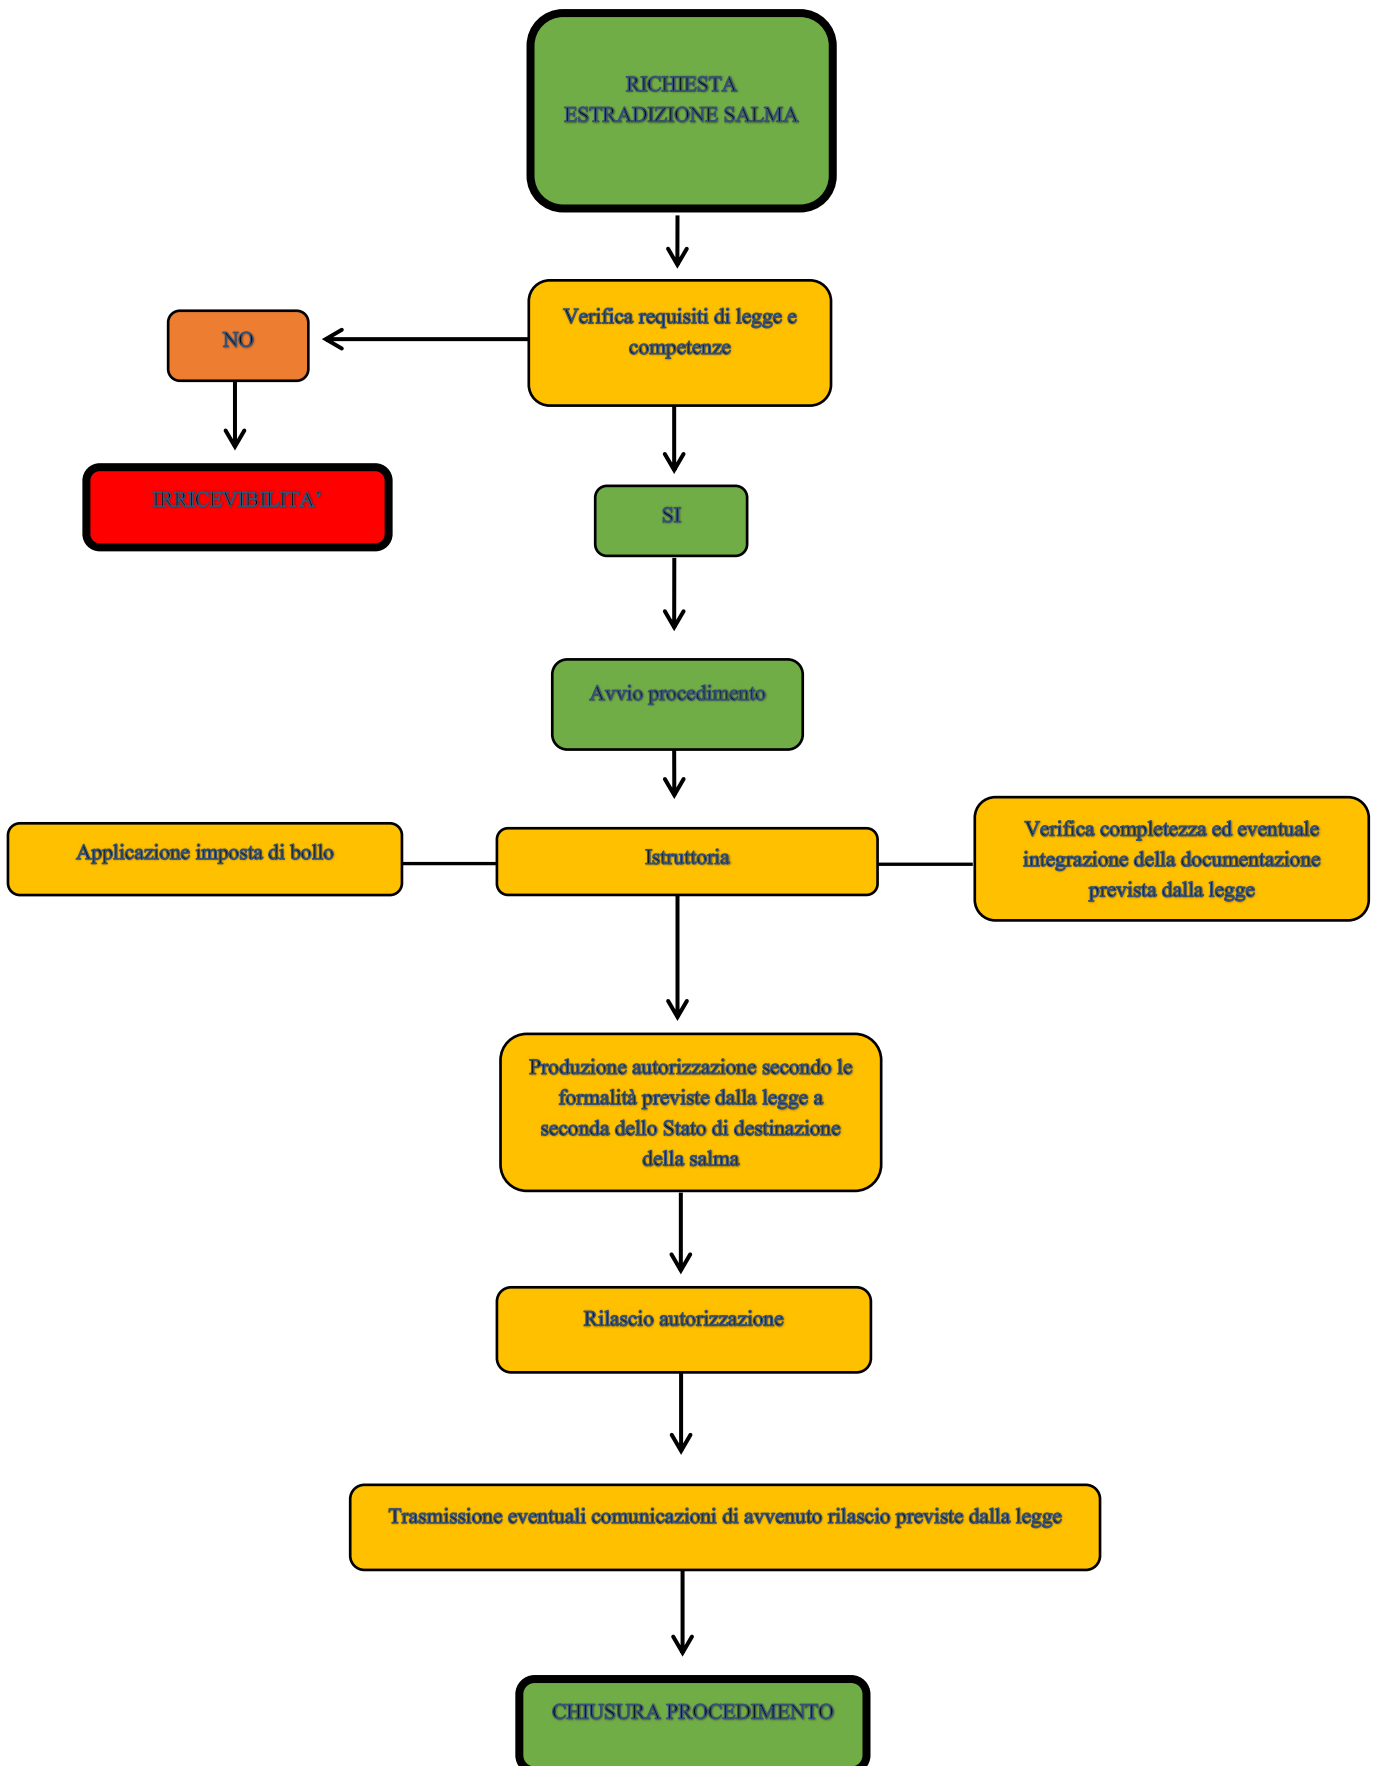 RICHIESTA
ESTRADIZIONE SALMA
Verifica requisiti di legge e
competenze
NO
IRRICEVIBILITA’
SI
Avvio procedimento
Applicazione imposta di bollo
Istruttoria
Verifica completezza ed eventuale
integrazione della documentazione
prevista dalla legge
Produzione autorizzazione secondo le
formalità previste dalla legge a
seconda dello Stato di destinazione
della salma
Rilascio autorizzazione
Trasmissione eventuali comunicazioni di avvenuto rilascio previste dalla legge
CHIUSURA PROCEDIMENTO